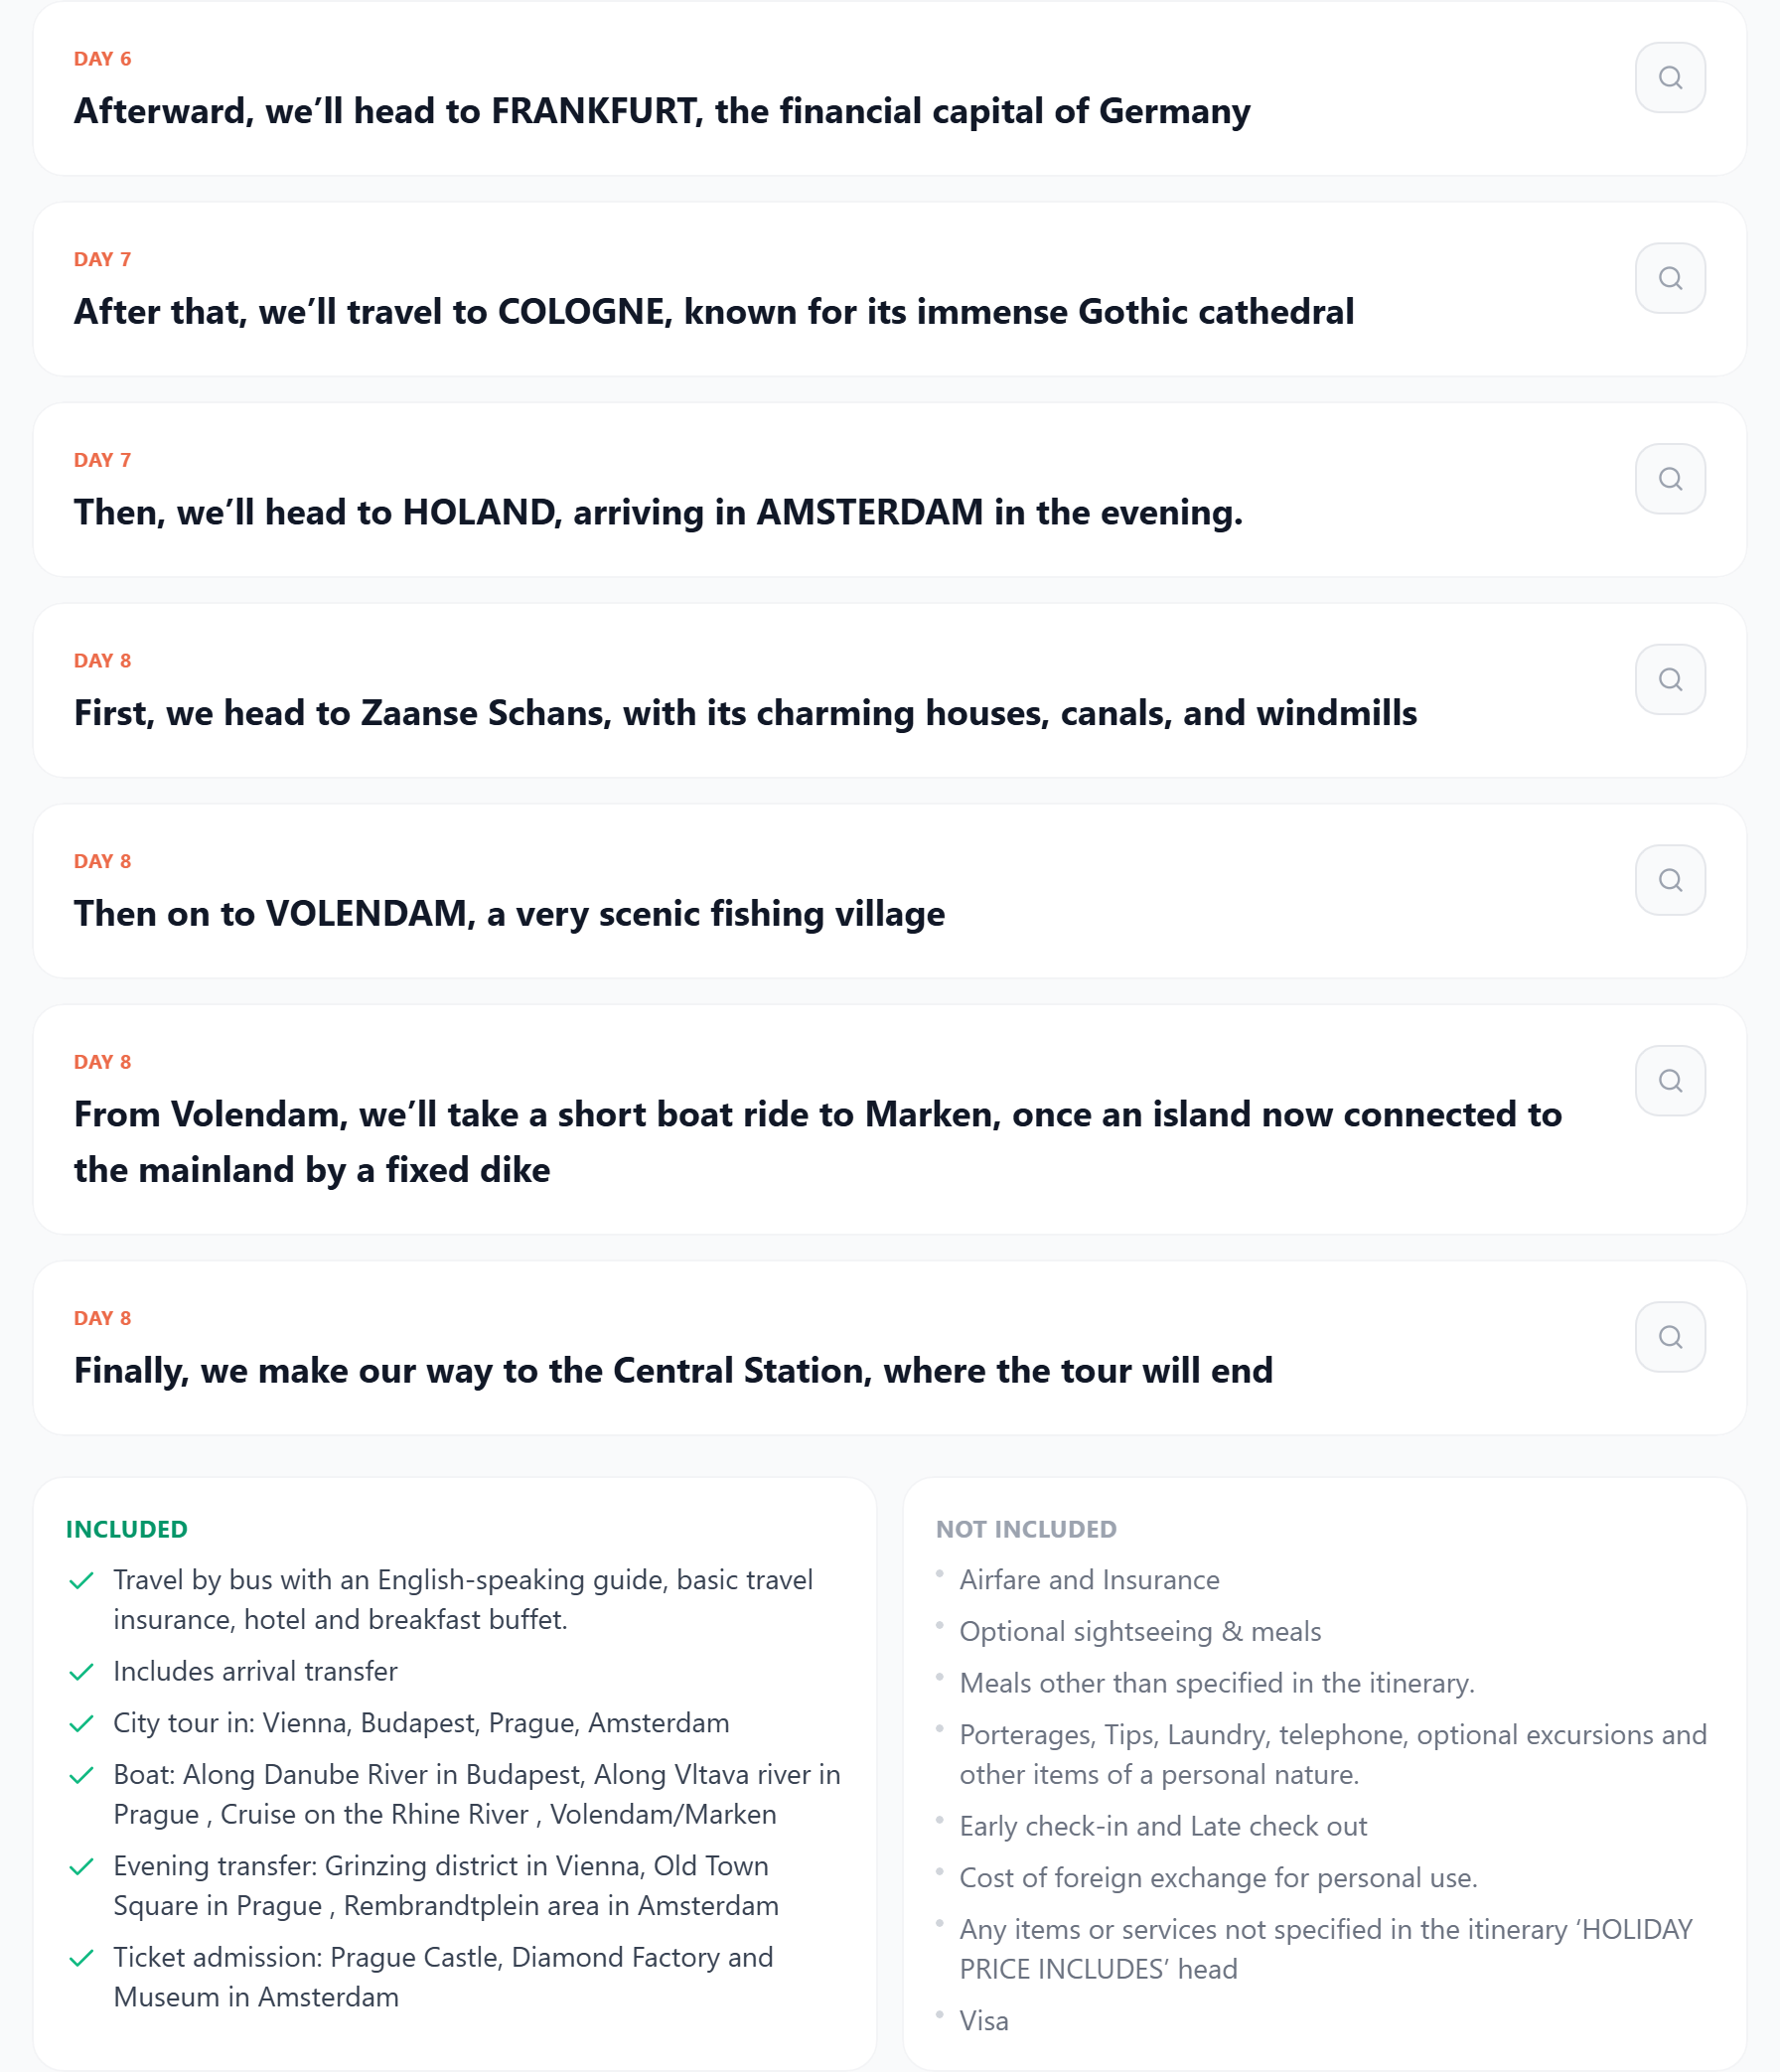 DAY 6
Afterward, we’ll head to FRANKFURT, the financial capital of Germany
DAY 7
After that, we’ll travel to COLOGNE, known for its immense Gothic cathedral
DAY 7
Then, we’ll head to HOLAND, arriving in AMSTERDAM in the evening.
DAY 8
First, we head to Zaanse Schans, with its charming houses, canals, and windmills
DAY 8
Then on to VOLENDAM, a very scenic fishing village
DAY 8
From Volendam, we’ll take a short boat ride to Marken, once an island now connected to
the mainland by a fixed dike
DAY 8
Finally, we make our way to the Central Station, where the tour will end
INCLUDED
Travel by bus with an English-speaking guide, basic travel
insurance, hotel and breakfast buffet.
Includes arrival transfer
City tour in: Vienna, Budapest, Prague, Amsterdam
Boat: Along Danube River in Budapest, Along Vltava river in
Prague , Cruise on the Rhine River , Volendam/Marken
Evening transfer: Grinzing district in Vienna, Old Town
Square in Prague , Rembrandtplein area in Amsterdam
Ticket admission: Prague Castle, Diamond Factory and
Museum in Amsterdam
NOT INCLUDED
Airfare and Insurance
Optional sightseeing & meals
Meals other than specified in the itinerary.
Porterages, Tips, Laundry, telephone, optional excursions and
other items of a personal nature.
Early check-in and Late check out
Cost of foreign exchange for personal use.
Any items or services not specified in the itinerary ‘HOLIDAY
PRICE INCLUDES’ head
Visa